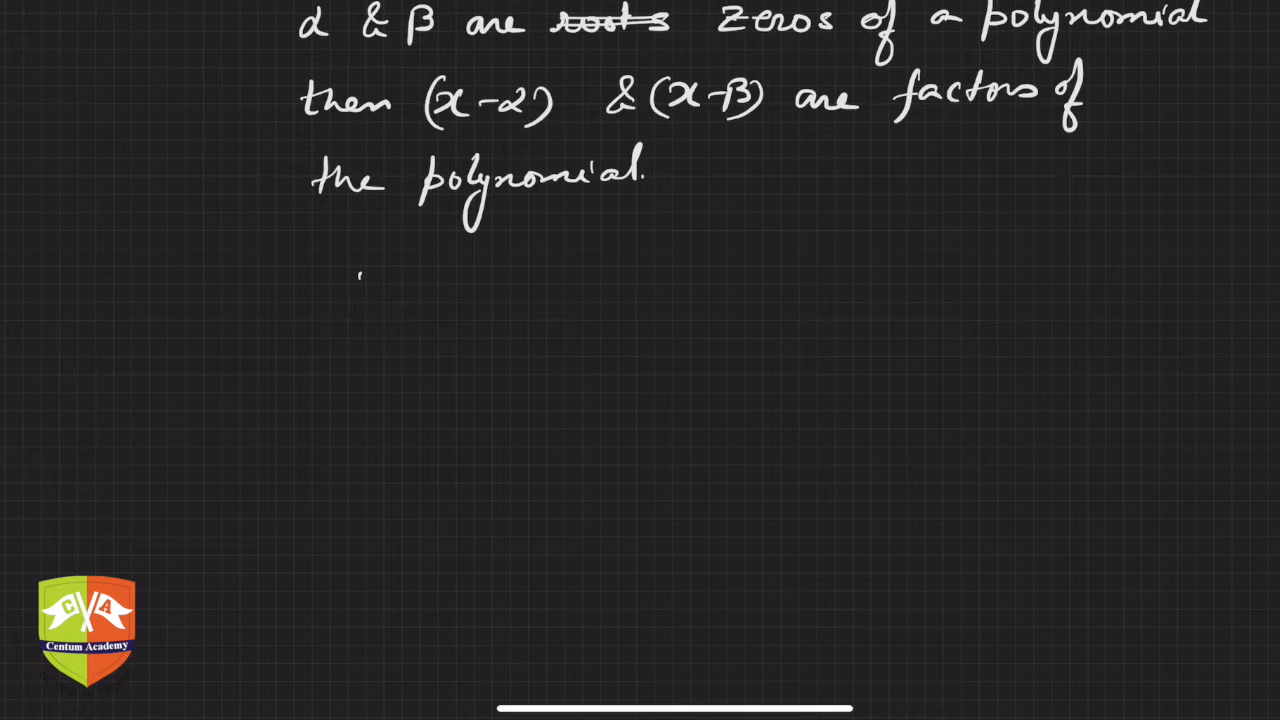 α & β are roots zeros of a polynomial
then (x-α) & (x-β) are factors of
the polynomial.
C A
Centum Academy